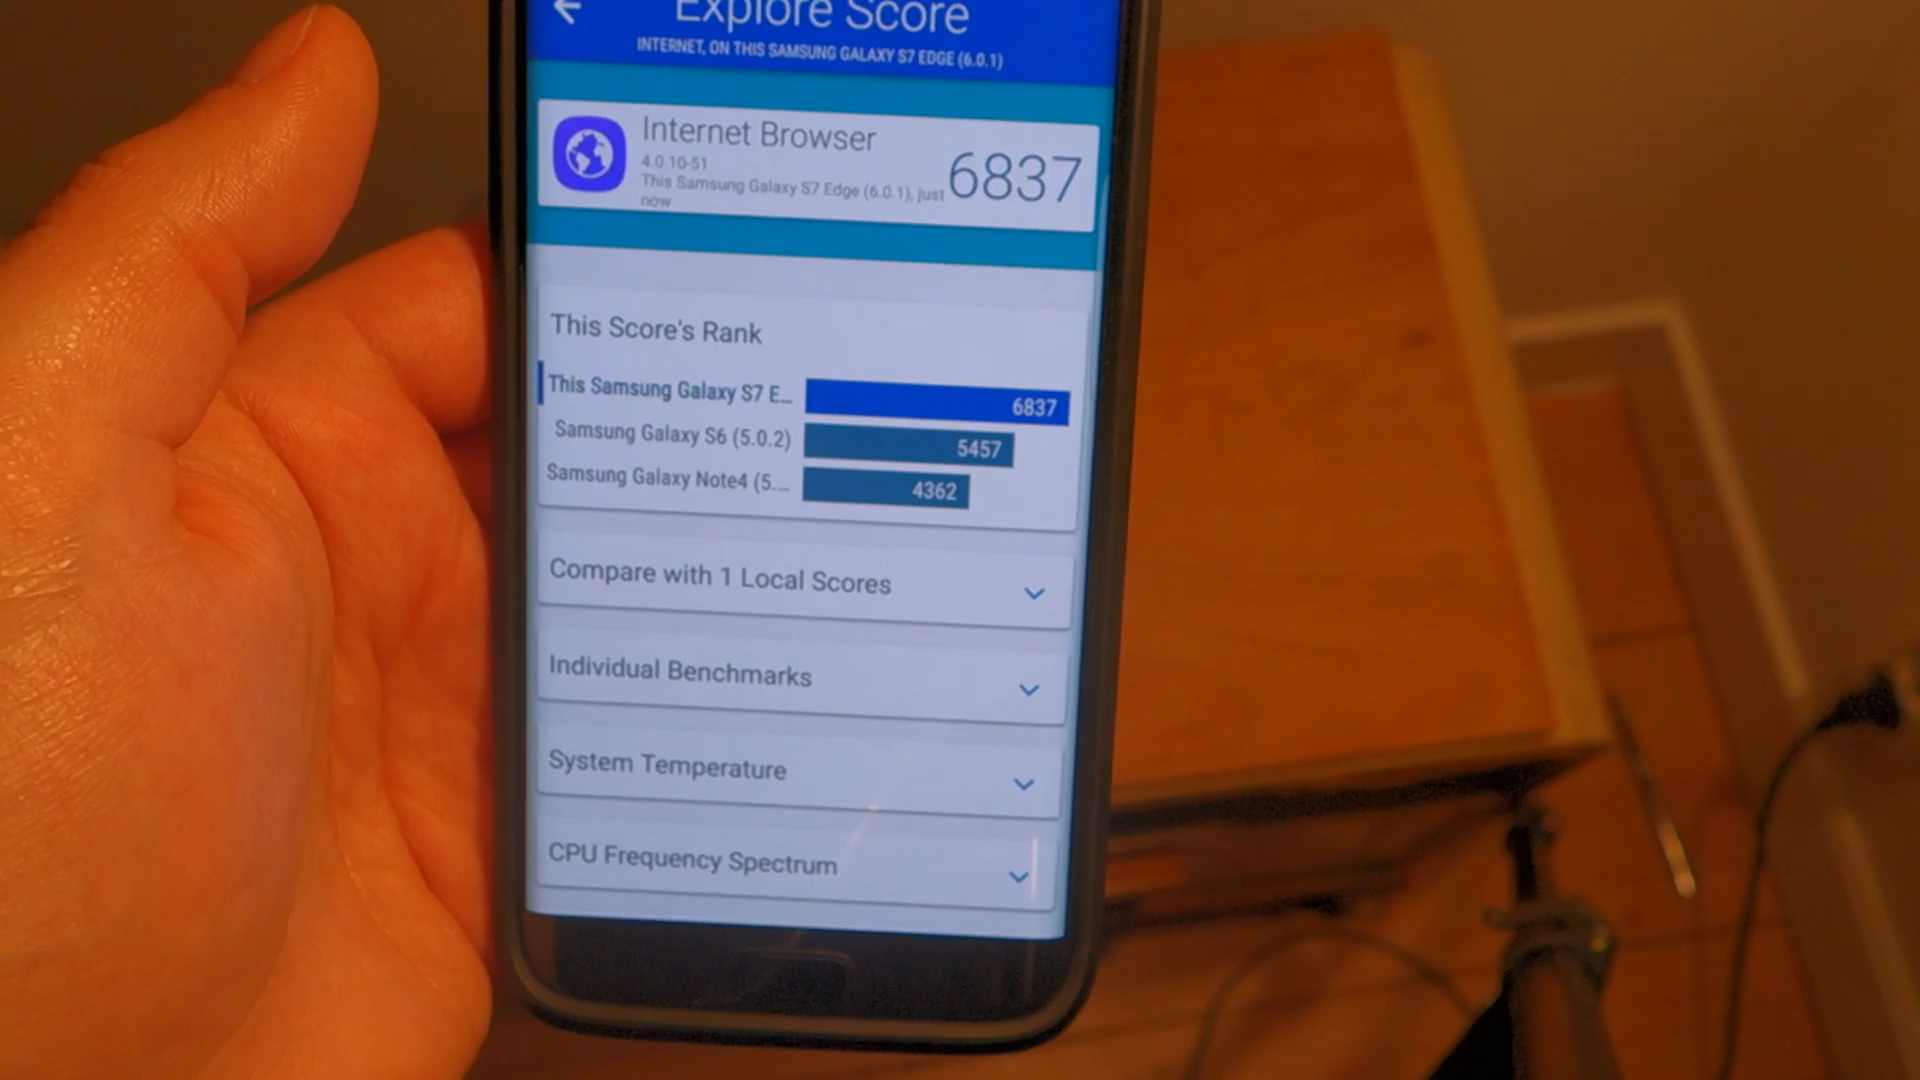 Explore Score
INTERNET, ON THIS SAMSUNG GALAXY S7 EDGE (6.0.1)
Internet Browser
4.0.10-51
This Samsung Galaxy S7 Edge (6.0.1), just
now
6837
This Score's Rank
This Samsung Galaxy S7 E... 6837
Samsung Galaxy S6 (5.0.2) 5457
Samsung Galaxy Note4 (5.... 4362
Compare with 1 Local Scores
Individual Benchmarks
System Temperature
CPU Frequency Spectrum